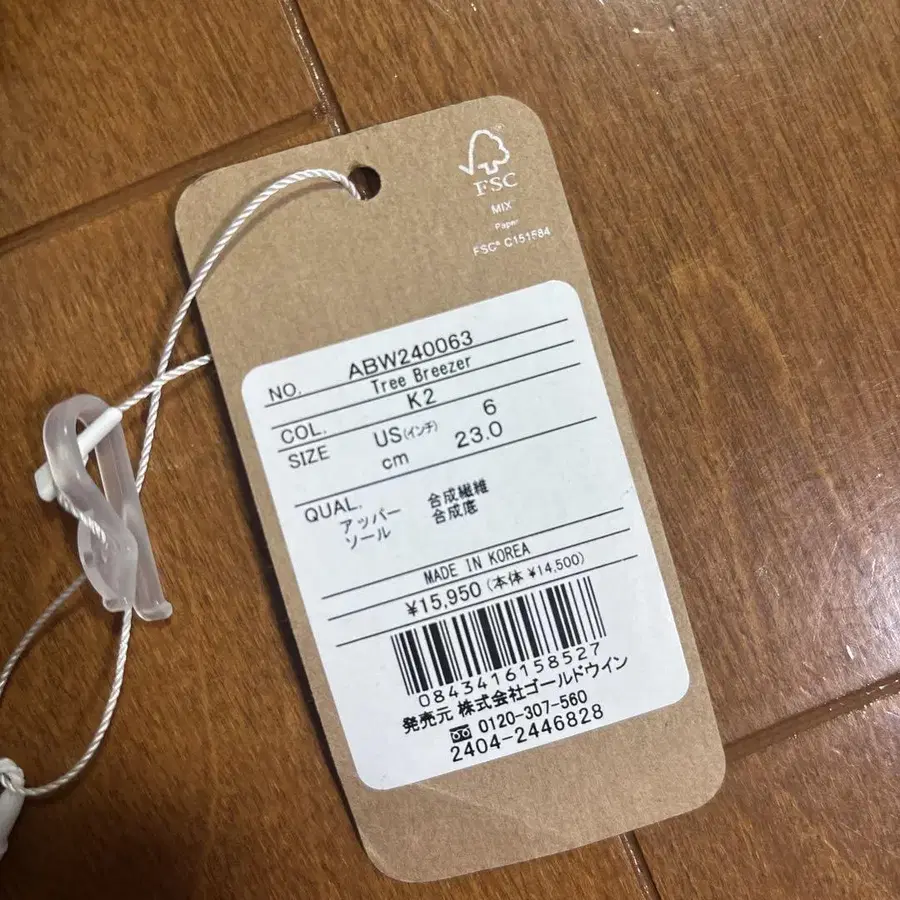 FSC
MIX
Paper
FSC® C151584
NO. ABW240063
Tree Breezer
COL. K2
SIZE US(インチ) 6
cm 23.0
QUAL.
アッパー 合成繊維
ソール 合成底
MADE IN KOREA
¥15,950(本体 ¥14,500)
0843416158527
発売元 株式会社ゴールドウイン
0120-307-560
2404-2446828